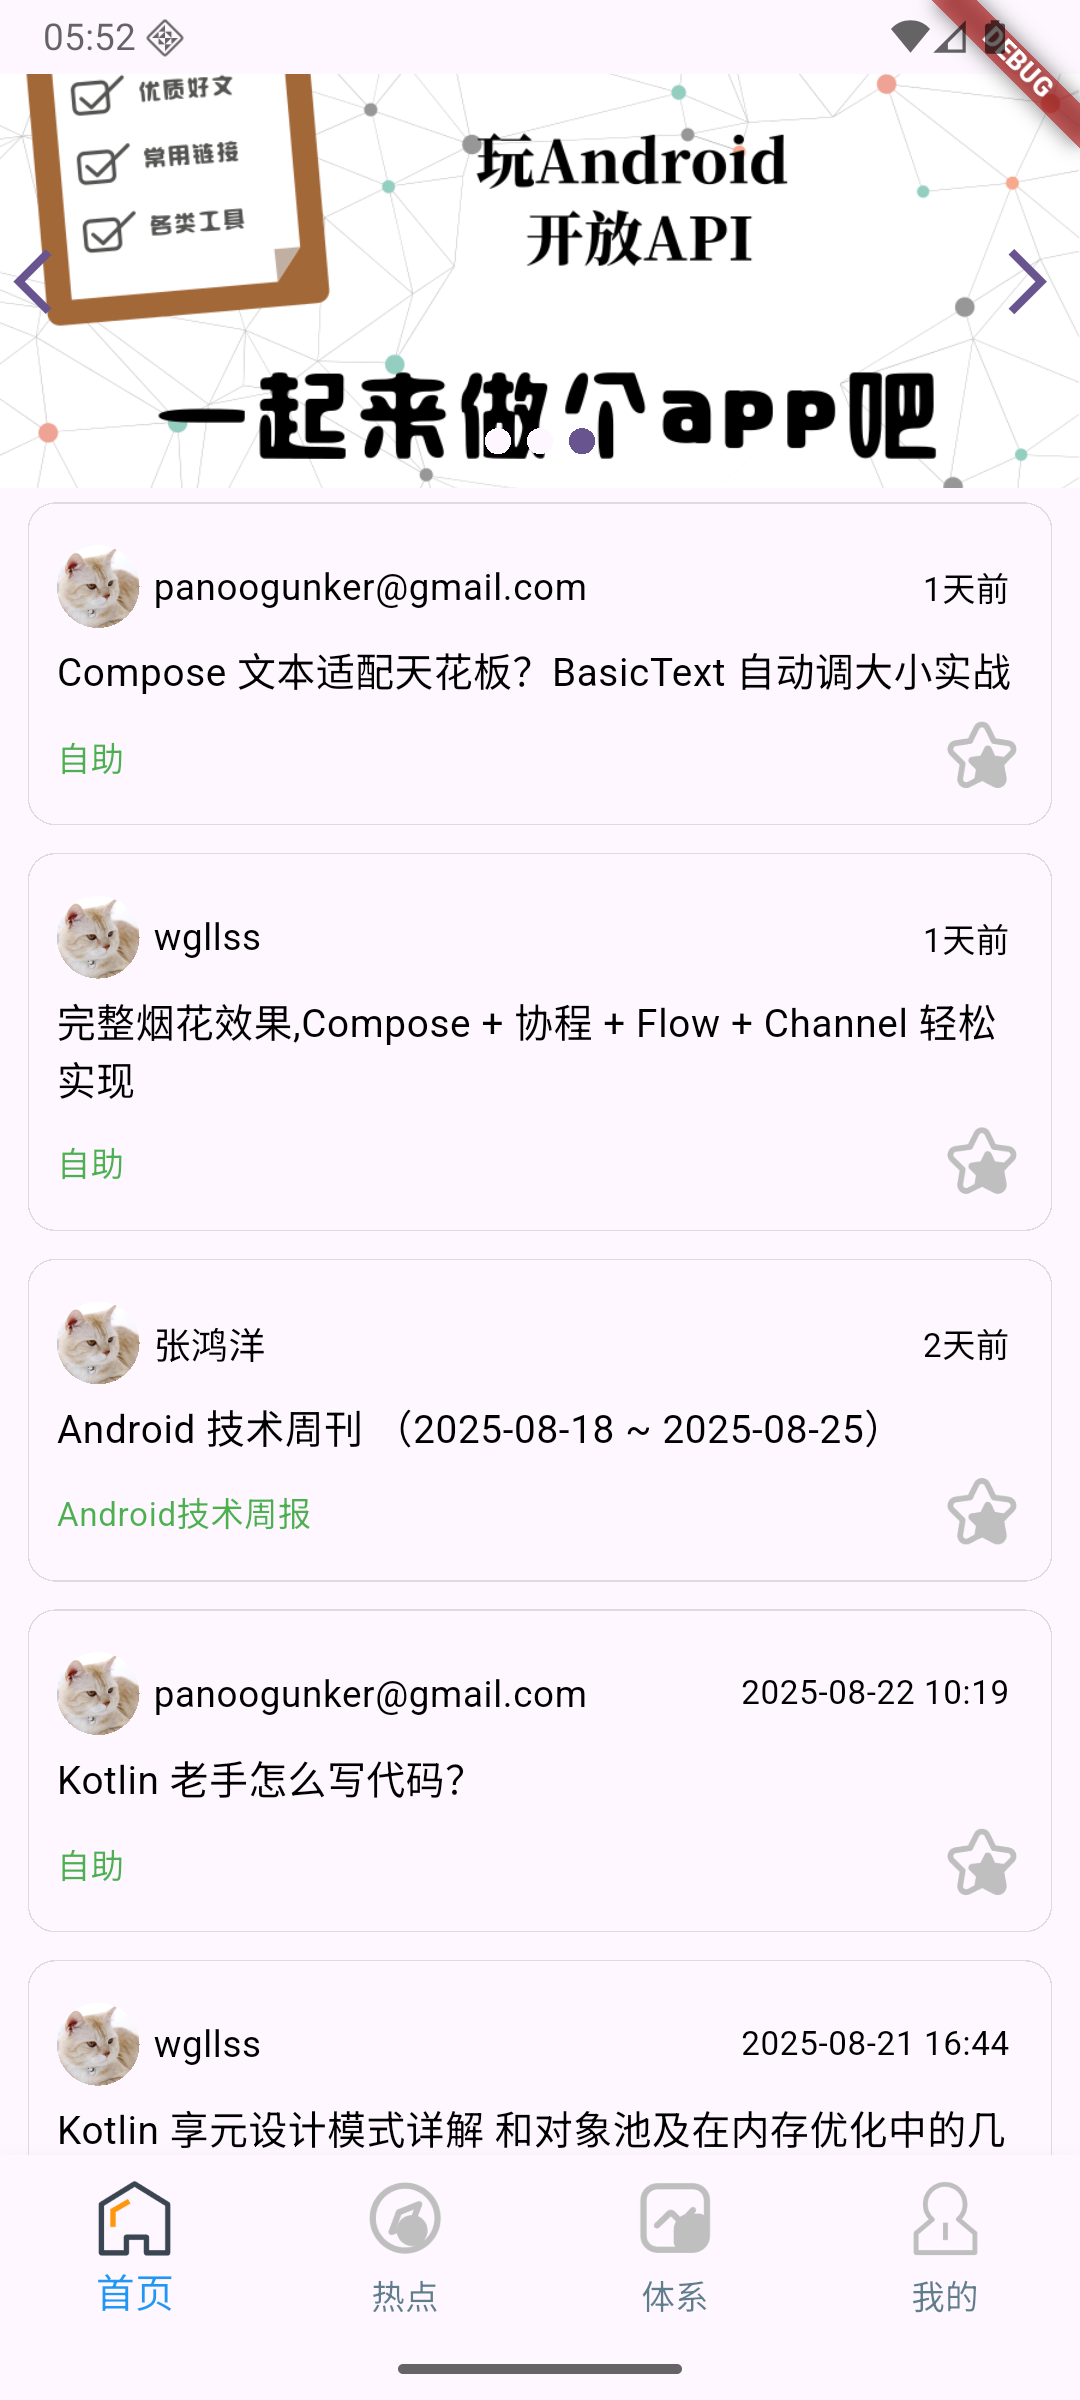 05:52
DEBUG
优质好文
常用链接
各类工具
玩Android
开放API
一起来做个app吧
panoogunker@gmail.com
1天前
Compose 文本适配天花板？BasicText 自动调大小实战
自助
wgllss
1天前
完整烟花效果,Compose + 协程 + Flow + Channel 轻松
实现
自助
张鸿洋
2天前
Android 技术周刊 （2025-08-18 ~ 2025-08-25）
Android技术周报
panoogunker@gmail.com
2025-08-22 10:19
Kotlin 老手怎么写代码？
自助
wgllss
2025-08-21 16:44
Kotlin 享元设计模式详解 和对象池及在内存优化中的几
首页
热点
体系
我的